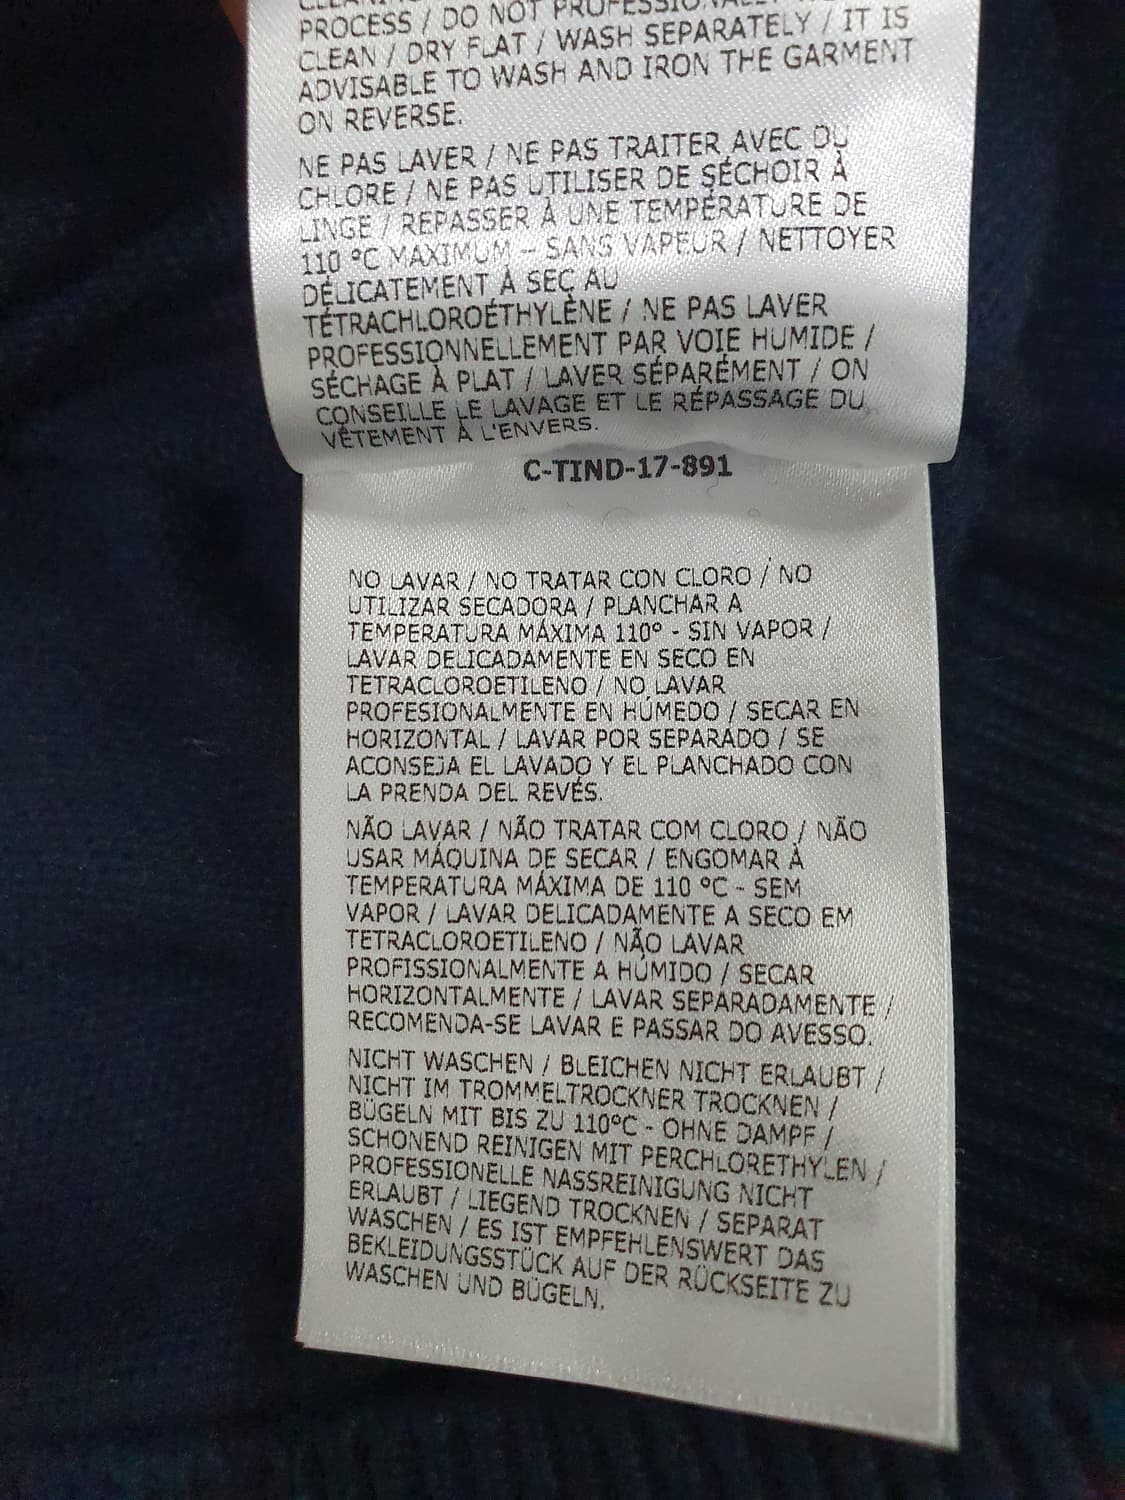 PROCESS / DO NOT PROFESSIONALLY
CLEAN / DRY FLAT / WASH SEPARATELY / IT IS
ADVISABLE TO WASH AND IRON THE GARMENT
ON REVERSE.
NE PAS LAVER / NE PAS TRAITER AVEC DU
CHLORE / NE PAS UTILISER DE SÉCHOIR À
LINGE / REPASSER À UNE TEMPÉRATURE DE
110 °C MAXIMUM – SANS VAPEUR / NETTOYER
DÉLICATEMENT À SEC AU
TÉTRACHLOROÉTHYLÈNE / NE PAS LAVER
PROFESSIONNELLEMENT PAR VOIE HUMIDE /
SÉCHAGE À PLAT / LAVER SÉPARÉMENT / ON
CONSEILLE LE LAVAGE ET LE RÉPASSAGE DU
VÊTEMENT À L'ENVERS.
C-TIND-17-891
NO LAVAR / NO TRATAR CON CLORO / NO
UTILIZAR SECADORA / PLANCHAR A
TEMPERATURA MÁXIMA 110° - SIN VAPOR /
LAVAR DELICADAMENTE EN SECO EN
TETRACLOROETILENO / NO LAVAR
PROFESIONALMENTE EN HÚMEDO / SECAR EN
HORIZONTAL / LAVAR POR SEPARADO / SE
ACONSEJA EL LAVADO Y EL PLANCHADO CON
LA PRENDA DEL REVÉS.
NÃO LAVAR / NÃO TRATAR COM CLORO / NÃO
USAR MÁQUINA DE SECAR / ENGOMAR À
TEMPERATURA MÁXIMA DE 110 °C - SEM
VAPOR / LAVAR DELICADAMENTE A SECO EM
TETRACLOROETILENO / NÃO LAVAR
PROFISSIONALMENTE A HÚMIDO / SECAR
HORIZONTALMENTE / LAVAR SEPARADAMENTE /
RECOMENDA-SE LAVAR E PASSAR DO AVESSO.
NICHT WASCHEN / BLEICHEN NICHT ERLAUBT /
NICHT IM TROMMELTROCKNER TROCKNEN /
BÜGELN MIT BIS ZU 110°C - OHNE DAMPF /
SCHONEND REINIGEN MIT PERCHLORETHYLEN /
PROFESSIONELLE NASSREINIGUNG NICHT
ERLAUBT / LIEGEND TROCKNEN / SEPARAT
WASCHEN / ES IST EMPFEHLENSWERT DAS
BEKLEIDUNGSSTÜCK AUF DER RÜCKSEITE ZU
WASCHEN UND BÜGELN.